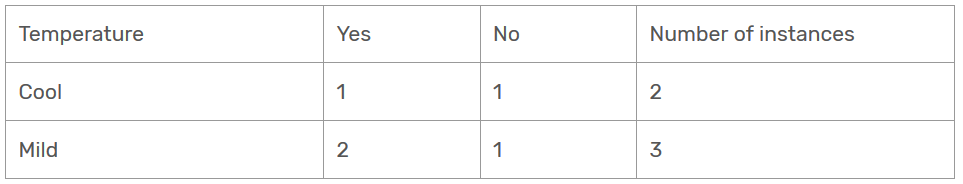 Temperature Yes No Number of instances
Cool 1 1 2
Mild 2 1 3